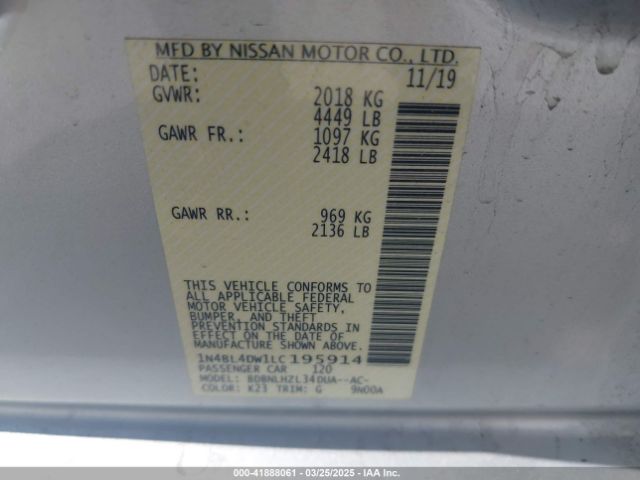 MFD BY NISSAN MOTOR CO., LTD.
DATE: 11/19
GVWR: 2018 KG
4449 LB
GAWR FR.: 1097 KG
2418 LB
GAWR RR.: 969 KG
2136 LB
THIS VEHICLE CONFORMS TO
ALL APPLICABLE FEDERAL
MOTOR VEHICLE SAFETY,
BUMPER, AND THEFT
PREVENTION STANDARDS IN
EFFECT ON THE DATE OF
MANUFACTURE SHOWN ABOVE.
1N4BL4DW1LC195914
PASSENGER CAR 120
MODEL: BDBNLHZL34DUA--AC-
COLOR: K23 TRIM: G 9N00A
000-41888061 - 03/25/2025 - IAA Inc.